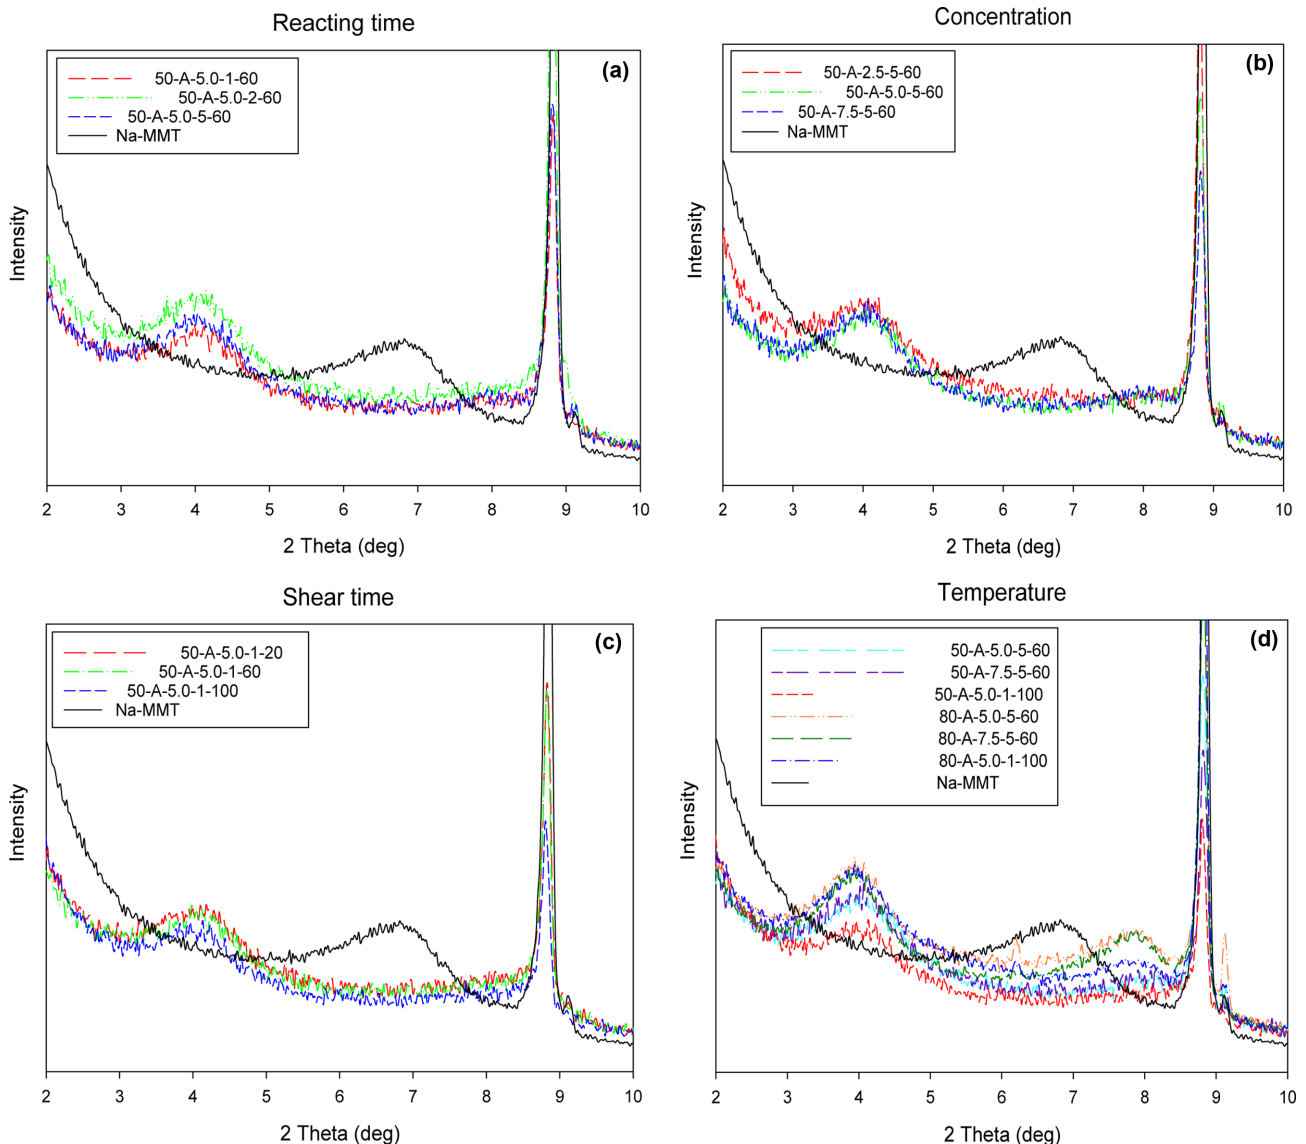 Reacting time
(a)
50-A-5.0-1-60
50-A-5.0-2-60
50-A-5.0-5-60
Na-MMT
Intensity
2 3 4 5 6 7 8 9 10
2 Theta (deg)
Concentration
(b)
50-A-2.5-5-60
50-A-5.0-5-60
50-A-7.5-5-60
Na-MMT
Intensity
2 3 4 5 6 7 8 9 10
2 Theta (deg)
Shear time
(c)
50-A-5.0-1-20
50-A-5.0-1-60
50-A-5.0-1-100
Na-MMT
Intensity
2 3 4 5 6 7 8 9 10
2 Theta (deg)
Temperature
(d)
50-A-5.0-5-60
50-A-7.5-5-60
50-A-5.0-1-100
80-A-5.0-5-60
80-A-7.5-5-60
80-A-5.0-1-100
Na-MMT
Intensity
2 3 4 5 6 7 8 9 10
2 Theta (deg)